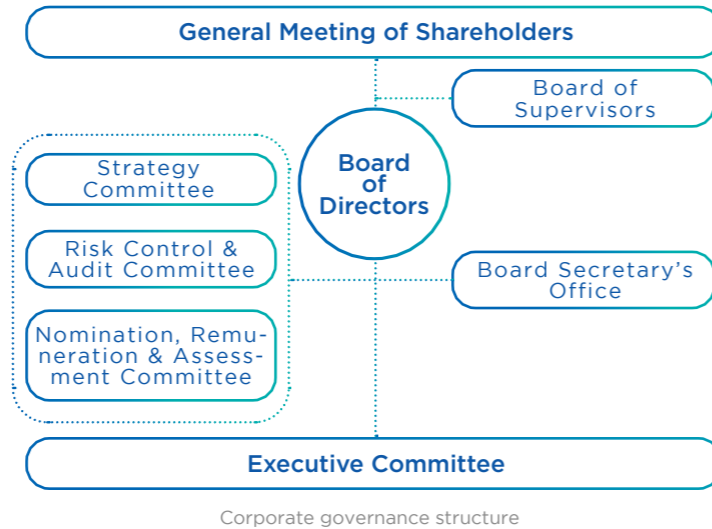 General Meeting of Shareholders
Board of
Supervisors
Board
of
Directors
Strategy
Committee
Risk Control &
Audit Committee
Nomination, Remu-
neration & Assess-
ment Committee
Board Secretary's
Office
Executive Committee
Corporate governance structure